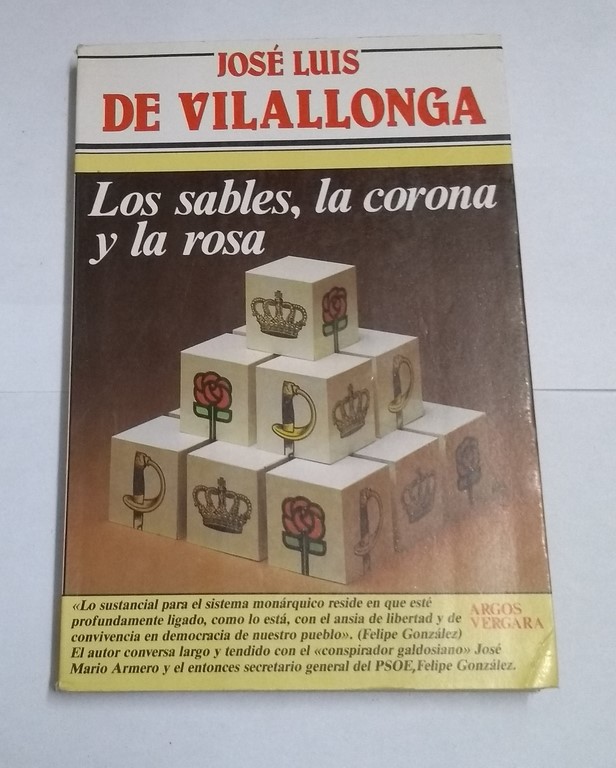 JOSÉ LUIS
DE VILALLONGA
Los sables, la corona
y la rosa
«Lo sustancial para el sistema monárquico reside en que esté
profundamente ligado, como lo está, con el ansia de libertad y de
convivencia en democracia de nuestro pueblo». (Felipe González)
El autor conversa largo y tendido con el «conspirador galdosiano» José
Mario Armero y el entonces secretario general del PSOE, Felipe González.
ARGOS
VERGARA